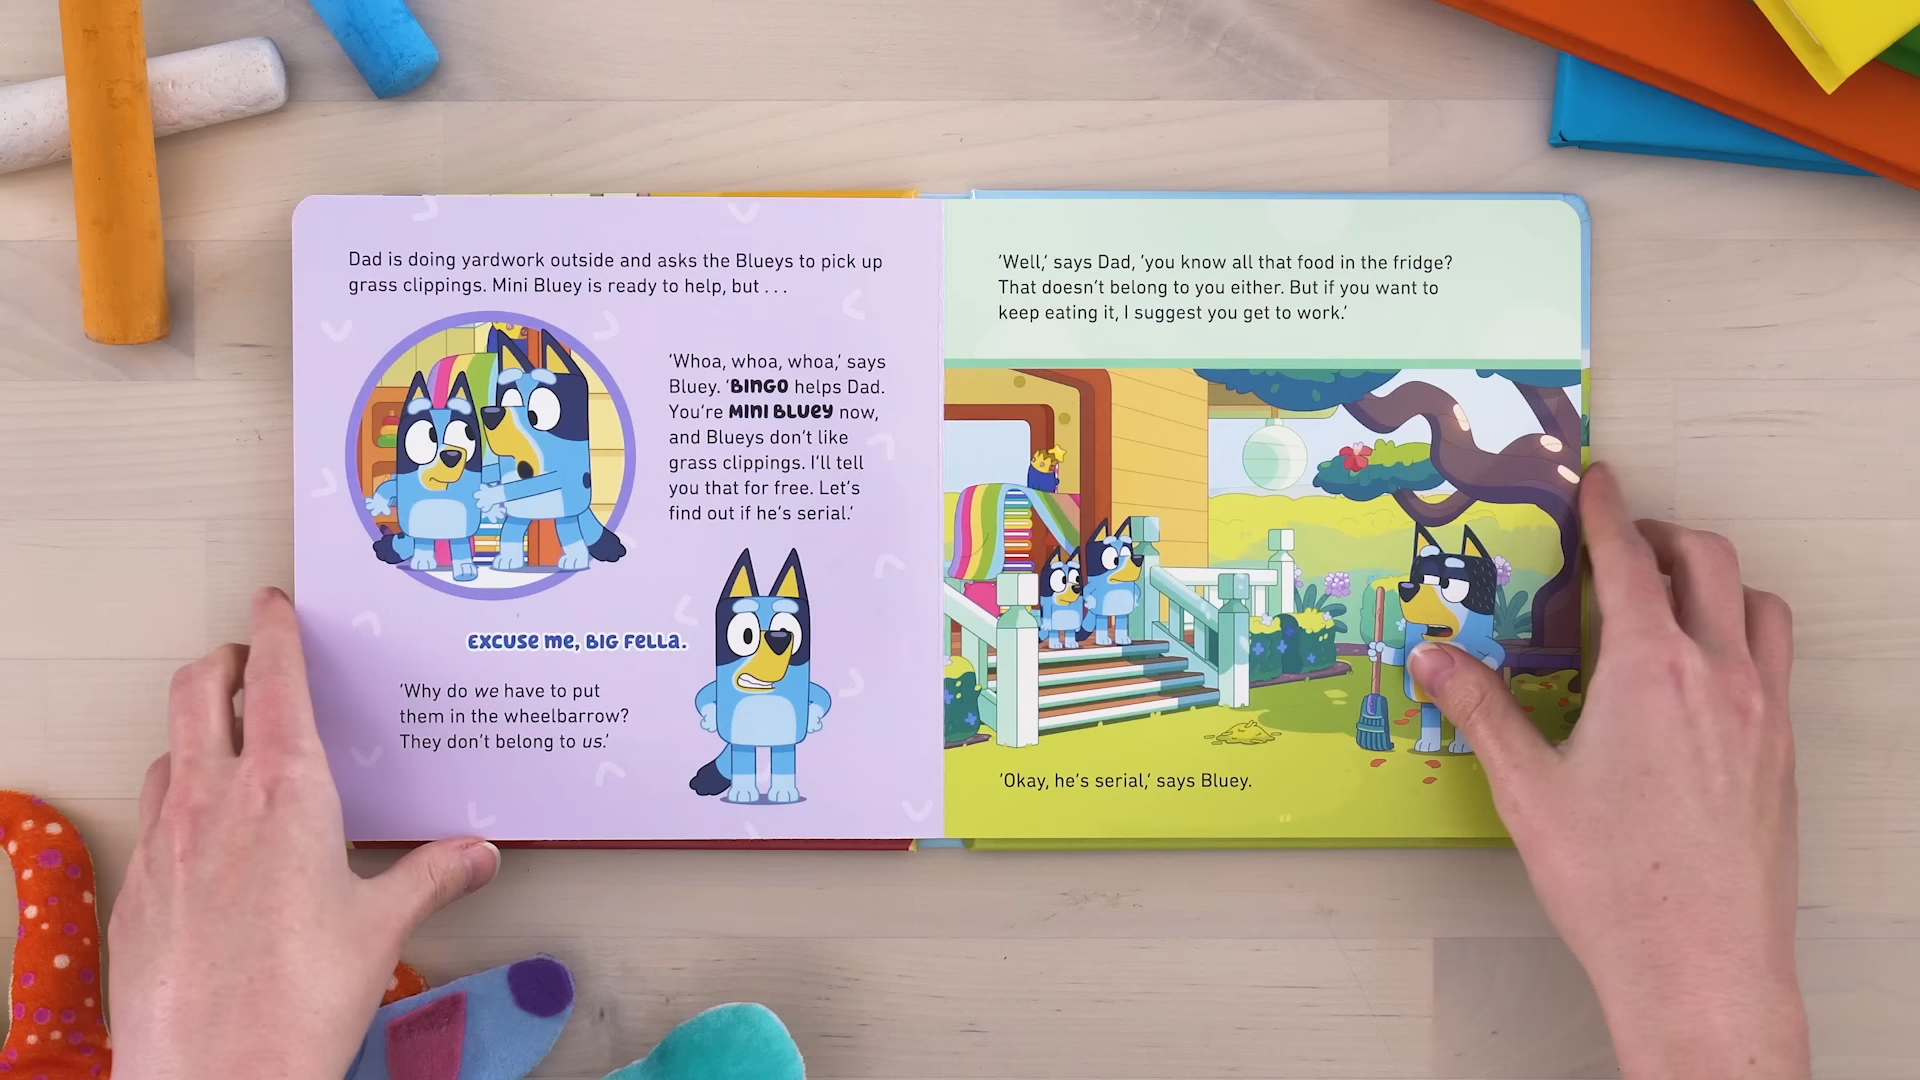 Dad is doing yardwork outside and asks the Blueys to pick up
grass clippings. Mini Bluey is ready to help, but . . .
‘Whoa, whoa, whoa,’ says
Bluey. ‘BINGO helps Dad.
You’re MINI BLUEY now,
and Blueys don’t like
grass clippings. I’ll tell
you that for free. Let’s
find out if he’s serial.’
EXCUSE ME, BIG FELLA.
‘Why do we have to put
them in the wheelbarrow?
They don’t belong to us.’
‘Well,’ says Dad, ‘you know all that food in the fridge?
That doesn’t belong to you either. But if you want to
keep eating it, I suggest you get to work.’
‘Okay, he’s serial,’ says Bluey.